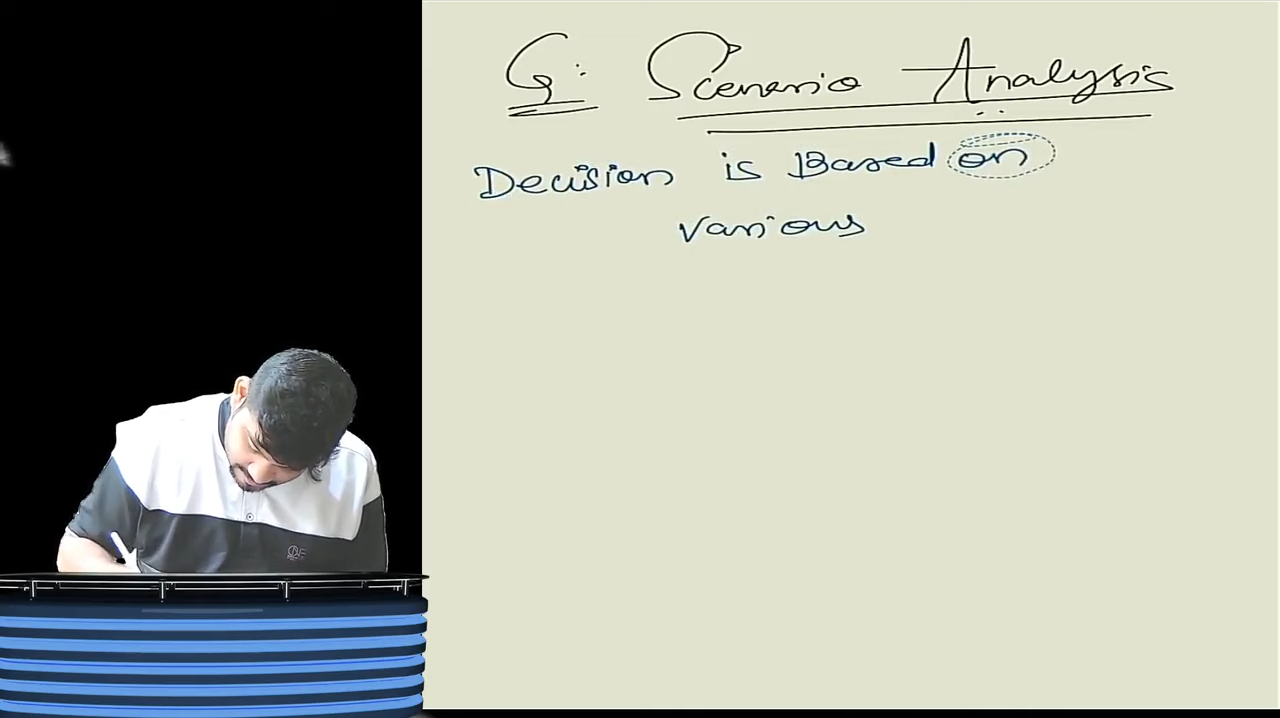 G: Scenario Analysis
Decision is Based on
various